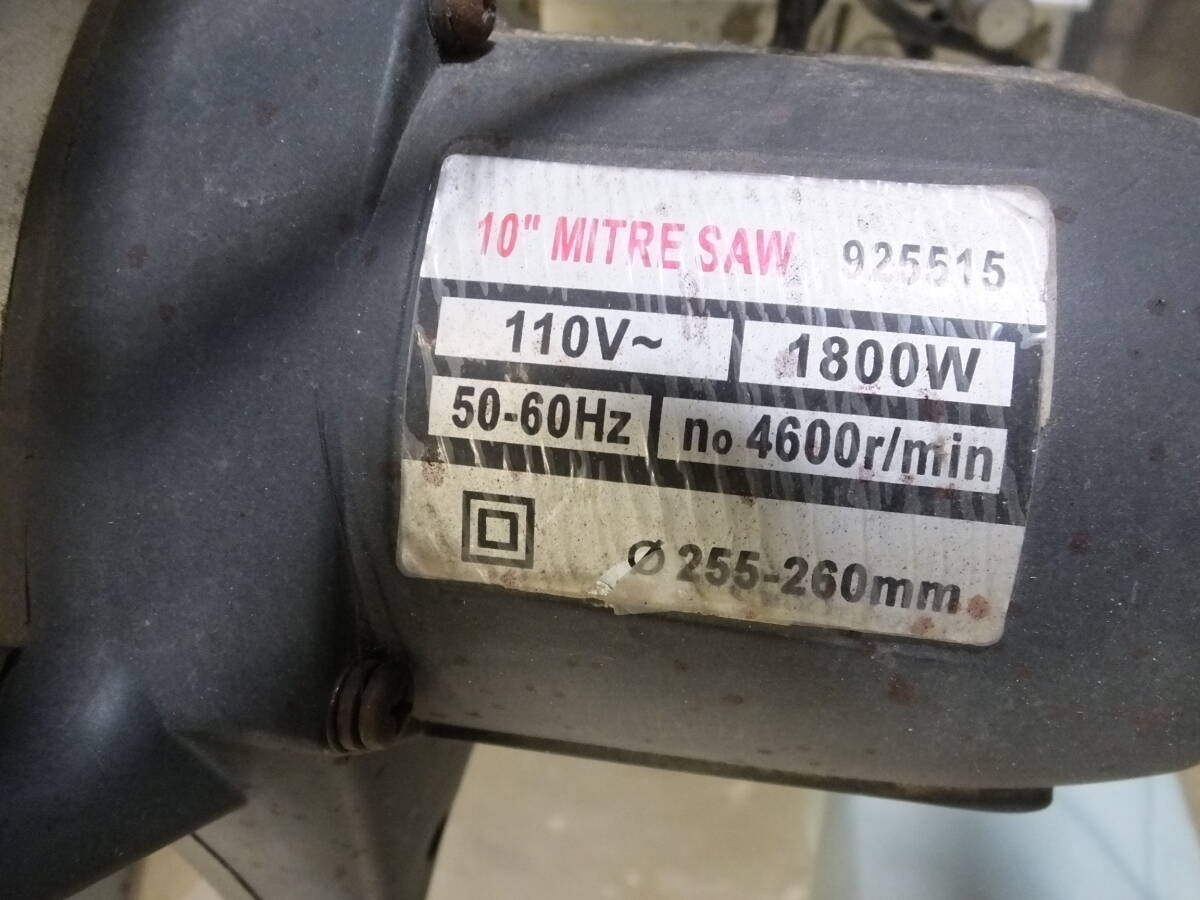 10" MITRE SAW 925515
110V~ 1800W
50-60Hz no 4600r/min
Ø 255-260mm